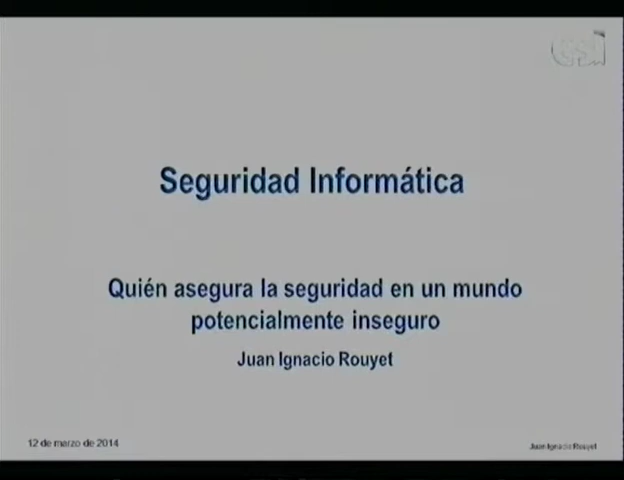 Seguridad Informática
Quién asegura la seguridad en un mundo
potencialmente inseguro
Juan Ignacio Rouyet
12 de marzo de 2014
Juan Ignacio Rouyet